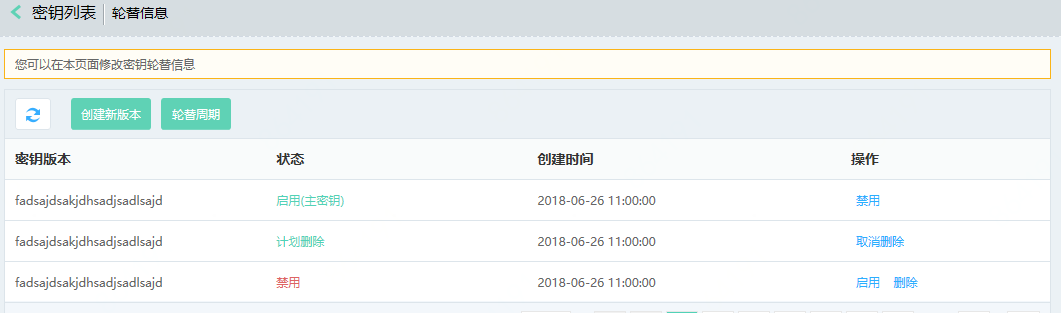 密钥列表 轮替信息
您可以在本页面修改密钥轮替信息
创建新版本 轮替周期
密钥版本 状态 创建时间 操作
fadsajdsakjdhsadjsadlsajd 启用(主密钥) 2018-06-26 11:00:00 禁用
fadsajdsakjdhsadjsadlsajd 计划删除 2018-06-26 11:00:00 取消删除
fadsajdsakjdhsadjsadlsajd 禁用 2018-06-26 11:00:00 启用 删除